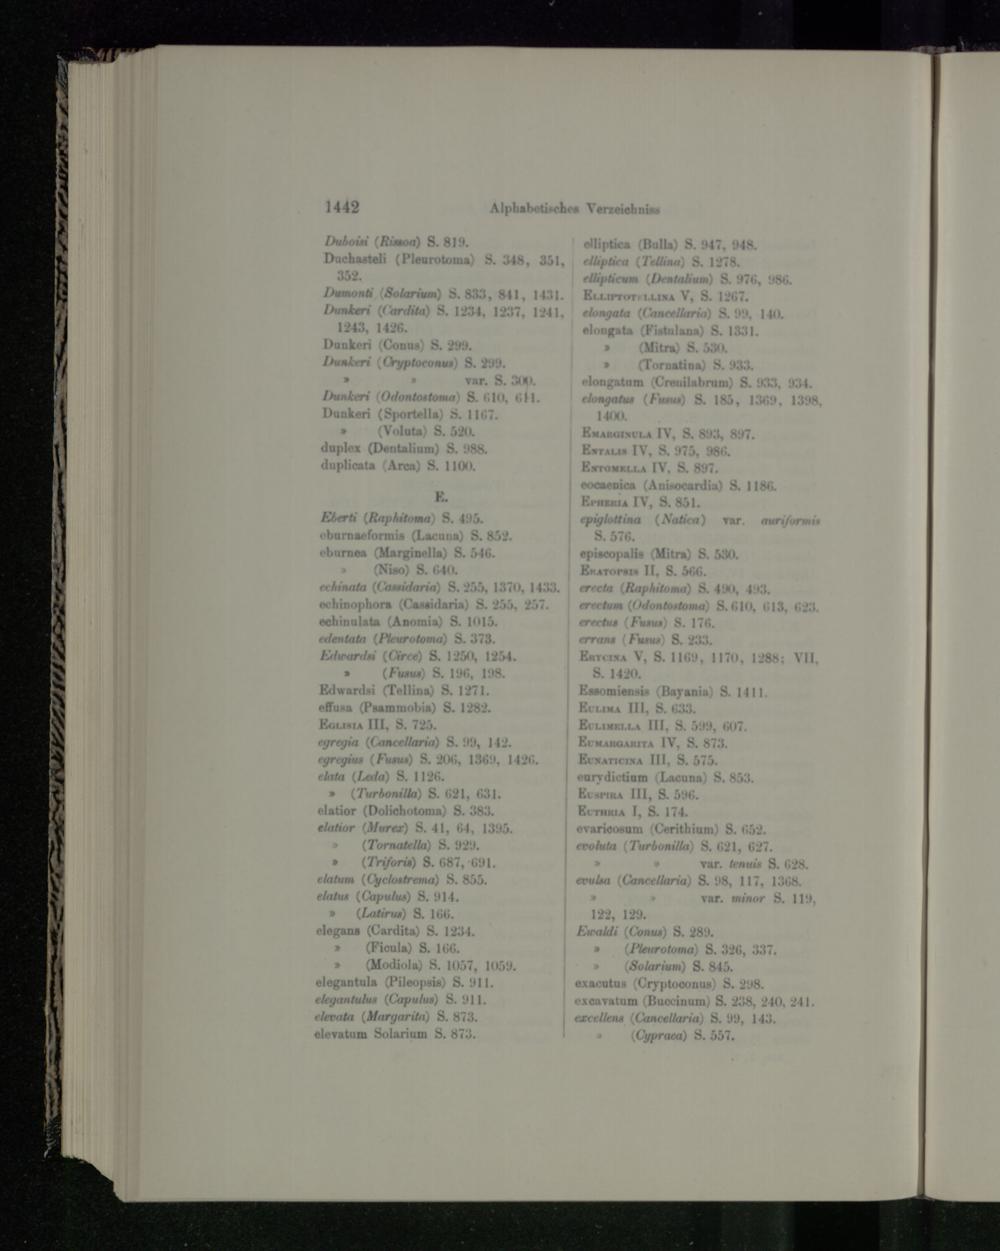 1442 Alphabetisches Verzeichniss
Duboisi (Rissoa) S. 819.
Duchasteli (Pleurotoma) S. 348, 351,
352.
Dumonti (Solarium) S. 833, 841, 1431.
Dunkeri (Cardita) S. 1234, 1237, 1241,
1243, 1426.
Dunkeri (Conus) S. 299.
Dunkeri (Cryptoconus) S. 299.
» » var. S. 300.
Dunkeri (Odontostoma) S. 610, 611.
Dunkeri (Sportella) S. 1167.
» (Voluta) S. 520.
duplex (Dentalium) S. 988.
duplicata (Arca) S. 1100.
E.
Eberti (Raphitoma) S. 495.
eburnaeformis (Lacuna) S. 852.
eburnea (Marginella) S. 546.
» (Niso) S. 640.
echinata (Cassidaria) S. 255, 1370, 1433.
echinophora (Cassidaria) S. 255, 257.
echinulata (Anomia) S. 1015.
edentata (Pleurotoma) S. 373.
Edwardsi (Circe) S. 1250, 1254.
» (Fusus) S. 196, 198.
Edwardsi (Tellina) S. 1271.
effusa (Psammobia) S. 1282.
EGLISIA III, S. 725.
egregia (Cancellaria) S. 99, 142.
egregius (Fusus) S. 206, 1369, 1426.
elata (Leda) S. 1126.
» (Turbonilla) S. 621, 631.
elatior (Dolichotoma) S. 383.
elatior (Murex) S. 41, 64, 1395.
» (Tornatella) S. 929.
» (Triforis) S. 687, 691.
elatum (Cyclostrema) S. 855.
elatus (Capulus) S. 914.
» (Latirus) S. 166.
elegans (Cardita) S. 1234.
» (Ficula) S. 166.
» (Modiola) S. 1057, 1059.
elegantula (Pileopsis) S. 911.
elegantulus (Capulus) S. 911.
elevata (Margarita) S. 873.
elevatum Solarium S. 873.
elliptica (Bulla) S. 947, 948.
elliptica (Tellina) S. 1278.
ellipticum (Dentalium) S. 976, 986.
ELLIPTOTELLINA V, S. 1267.
elongata (Cancellaria) S. 99, 140.
elongata (Fistulana) S. 1331.
» (Mitra) S. 530.
» (Tornatina) S. 933.
elongatum (Crenilabrum) S. 933, 934.
elongatus (Fusus) S. 185, 1369, 1398,
1400.
EMARGINULA IV, S. 893, 897.
ENTALIS IV, S. 975, 986.
ENTOMELLA IV, S. 897.
eocaenica (Anisocardia) S. 1186.
EPHERIA IV, S. 851.
epiglottina (Natica) var. auriformis
S. 576.
episcopalis (Mitra) S. 530.
ERATOPSIS II, S. 566.
erecta (Raphitoma) S. 490, 493.
erectum (Odontostoma) S. 610, 613, 623.
erectus (Fusus) S. 176.
errans (Fusus) S. 233.
ERYCINA V, S. 1169, 1170, 1288; VII,
S. 1420.
Essomiensis (Bayania) S. 1411.
EULIMA III, S. 633.
EULIMELLA III, S. 599, 607.
EUMARGARITA IV, S. 873.
EUNATICINA III, S. 575.
eurydictium (Lacuna) S. 853.
EUSPIRA III, S. 596.
EUTHRIA I, S. 174.
evaricosum (Cerithium) S. 652.
evoluta (Turbonilla) S. 621, 627.
» » var. tenuis S. 628.
evulsa (Cancellaria) S. 98, 117, 1368.
» » var. minor S. 119,
122, 129.
Ewaldi (Conus) S. 289.
» (Pleurotoma) S. 326, 337.
» (Solarium) S. 845.
exacutus (Cryptoconus) S. 298.
excavatum (Buccinum) S. 238, 240, 241.
excellens (Cancellaria) S. 99, 143.
» (Cypraea) S. 557.